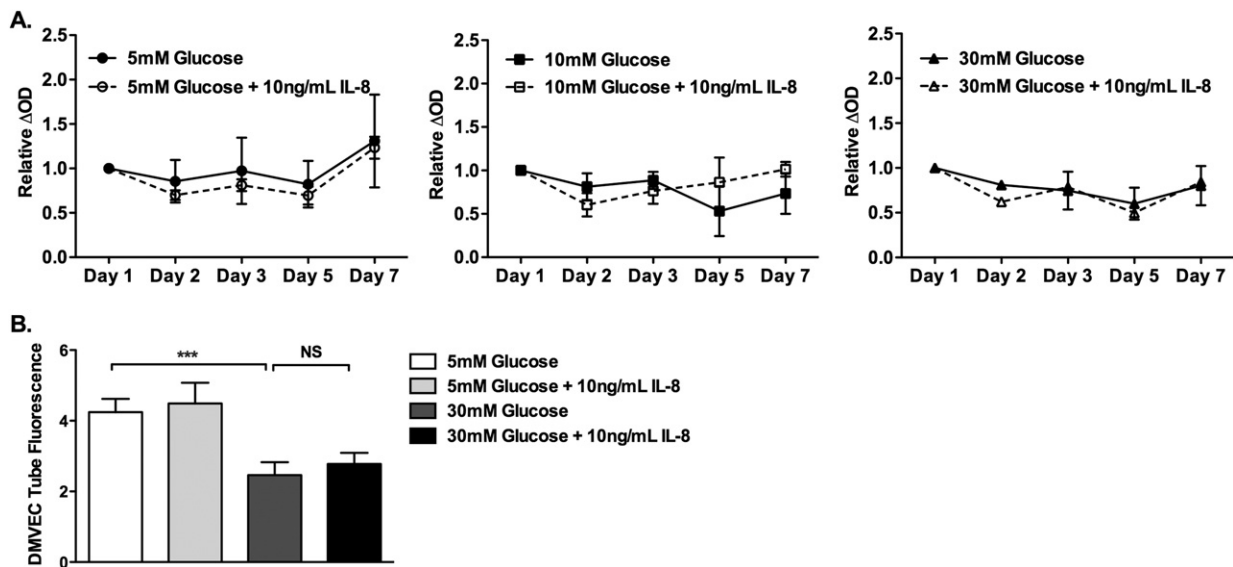 A.
Relative ΔOD
2.5
2.0
1.5
1.0
0.5
0.0
5mM Glucose
5mM Glucose + 10ng/mL IL-8
Day 1 Day 2 Day 3 Day 5 Day 7
Relative ΔOD
2.5
2.0
1.5
1.0
0.5
0.0
10mM Glucose
10mM Glucose + 10ng/mL IL-8
Day 1 Day 2 Day 3 Day 5 Day 7
Relative ΔOD
2.5
2.0
1.5
1.0
0.5
0.0
30mM Glucose
30mM Glucose + 10ng/mL IL-8
Day 1 Day 2 Day 3 Day 5 Day 7
B.
DMVEC Tube Fluorescence
6
4
2
0
***
NS
5mM Glucose
5mM Glucose + 10ng/mL IL-8
30mM Glucose
30mM Glucose + 10ng/mL IL-8